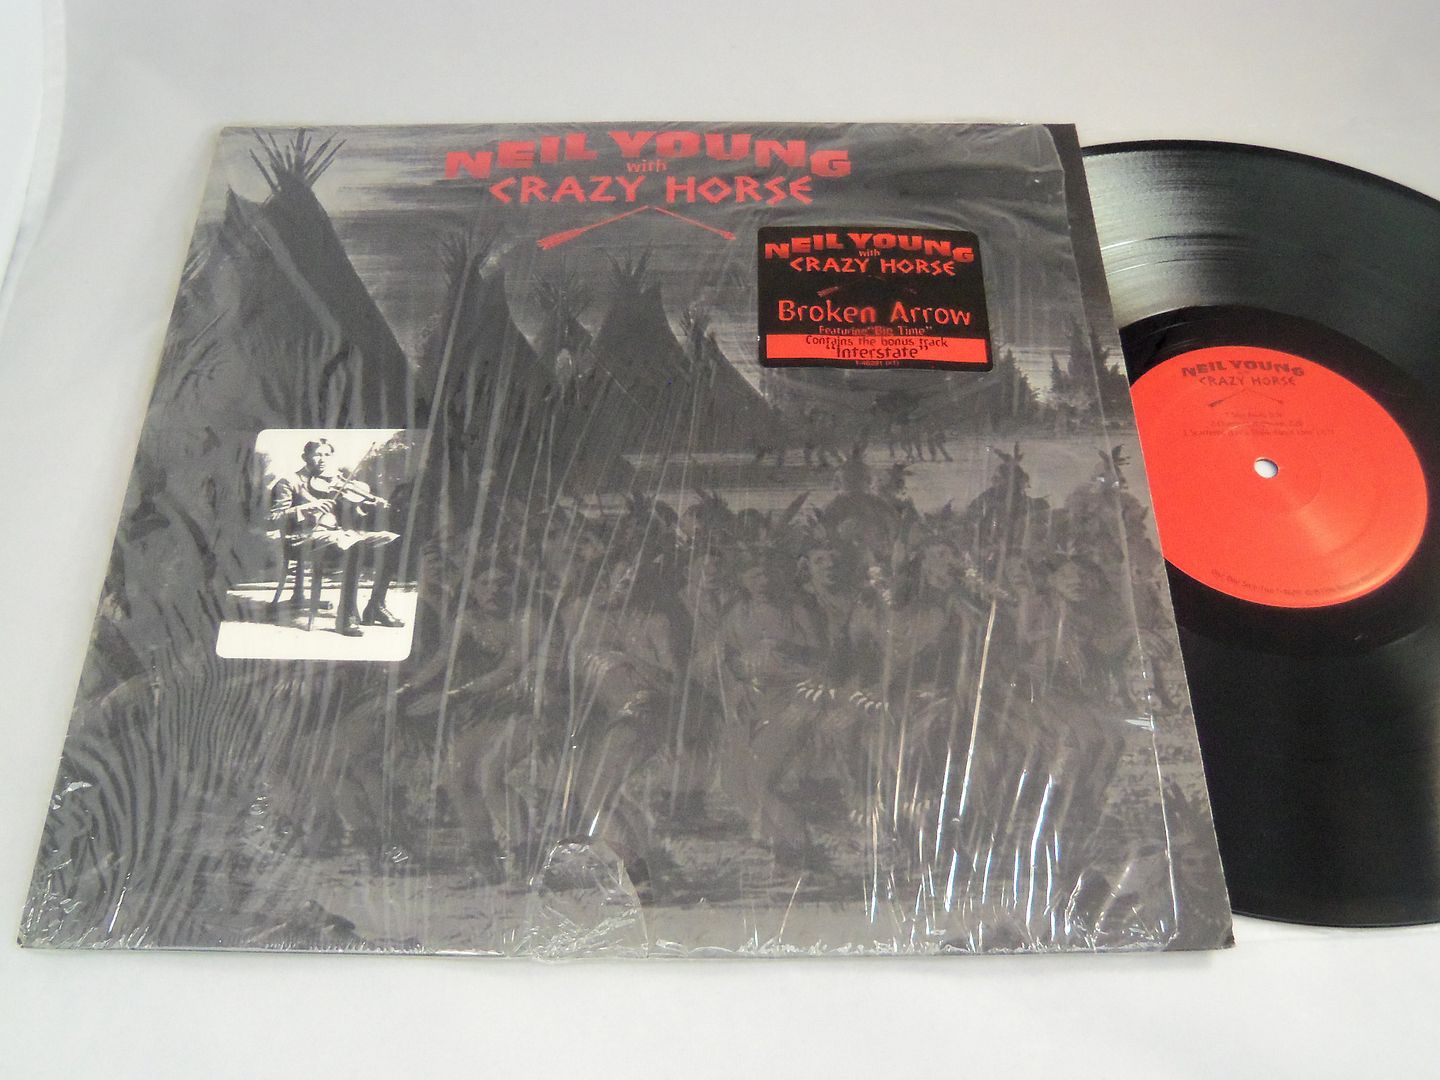 NEIL YOUNG
with
CRAZY HORSE
NEIL YOUNG
with
CRAZY HORSE
Broken Arrow
Featuring "Big Time"
Contains the bonus track
"Interstate"
NEIL YOUNG
with
CRAZY HORSE